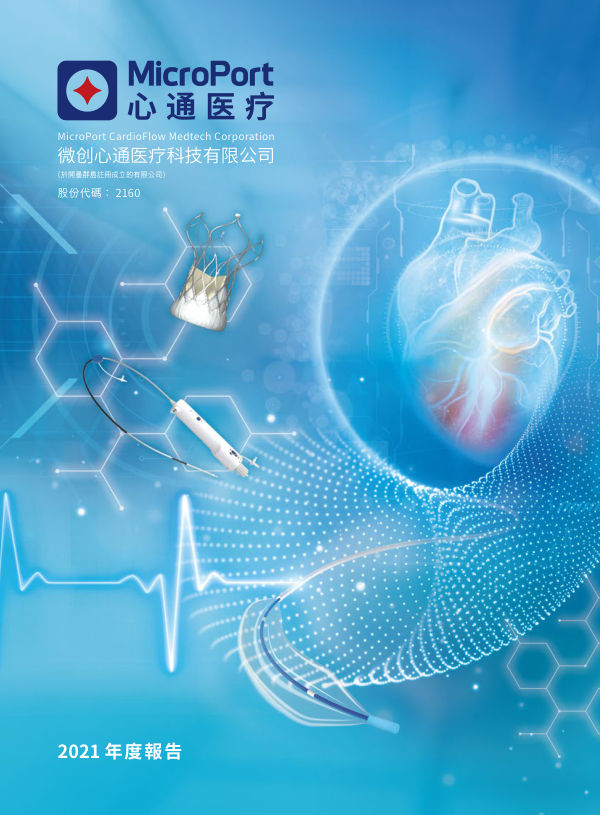 MicroPort
心通医疗
MicroPort CardioFlow Medtech Corporation
微创心通医疗科技有限公司
(於開曼群島註冊成立的有限公司)
股份代碼：2160
2021 年度報告